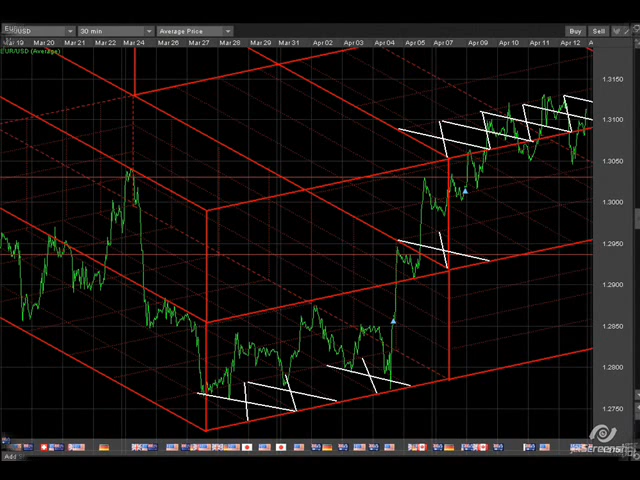 EUR/USD 30 min Average Price Buy Sell
Mar 19 Mar 20 Mar 21 Mar 22 Mar 24 Mar 26 Mar 27 Mar 28 Mar 29 Mar 31 Apr 02 Apr 03 Apr 04 Apr 05 Apr 07 Apr 09 Apr 10 Apr 11 Apr 12 A
EUR/USD (Average)
1.3150
1.3100
1.3050
1.3000
1.2950
1.2900
1.2850
1.2800
1.2750
Add